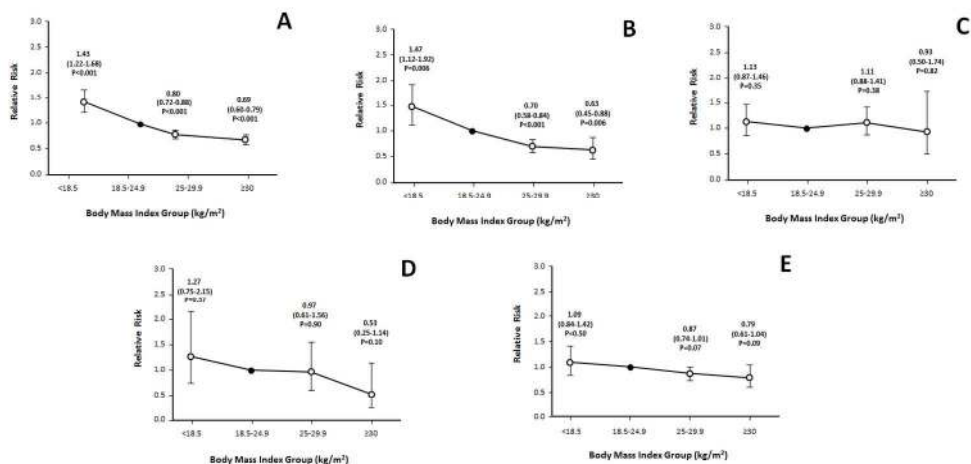 A
3.0
2.5
2.0
1.5
1.0
0.5
0.0
Relative Risk
1.43
(1.22-1.68)
P<0.001
0.80
(0.72-0.88)
P<0.001
0.69
(0.60-0.79)
P<0.001
<18.5
18.5-24.9
25-29.9
≥30
Body Mass Index Group (kg/m²)
B
3.0
2.5
2.0
1.5
1.0
0.5
0.0
Relative Risk
1.47
(1.12-1.92)
P=0.006
0.70
(0.58-0.84)
P<0.001
0.63
(0.45-0.88)
P=0.006
<18.5
18.5-24.9
25-29.9
≥30
Body Mass Index Group (kg/m²)
C
3.0
2.5
2.0
1.5
1.0
0.5
0.0
Relative Risk
1.13
(0.87-1.46)
P=0.35
1.11
(0.88-1.41)
P=0.38
0.93
(0.50-1.74)
P=0.82
<18.5
18.5-24.9
25-29.9
≥30
Body Mass Index Group (kg/m²)
D
3.0
2.5
2.0
1.5
1.0
0.5
0.0
Relative Risk
1.27
(0.75-2.15)
P=0.37
0.97
(0.61-1.56)
P=0.90
(0.25-1.14)
P=0.10
<18.5
18.5-24.9
25-29.9
≥30
Body Mass Index Group (kg/m²)
E
3.0
2.5
2.0
1.5
1.0
0.5
0.0
Relative Risk
1.09
(0.84-1.42)
P=0.50
0.87
(0.74-1.01)
P=0.07
0.79
(0.61-1.04)
P=0.09
<18.5
18.5-24.9
25-29.9
≥30
Body Mass Index Group (kg/m²)